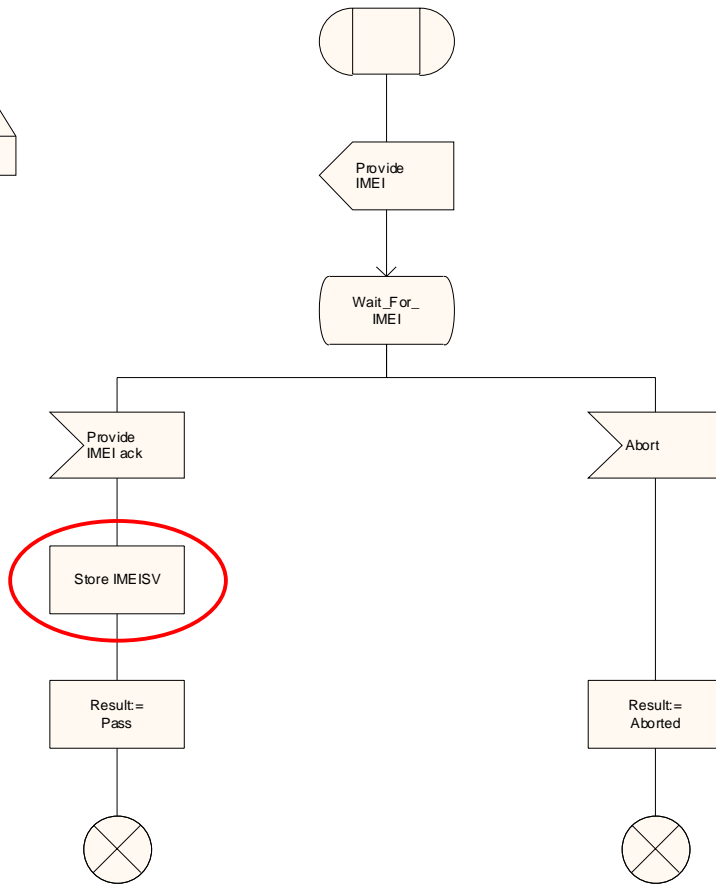 Provide
IMEI
Wait_For_
IMEI
Provide
IMEI ack
Abort
Store IMEISV
Result:=
Pass
Result:=
Aborted